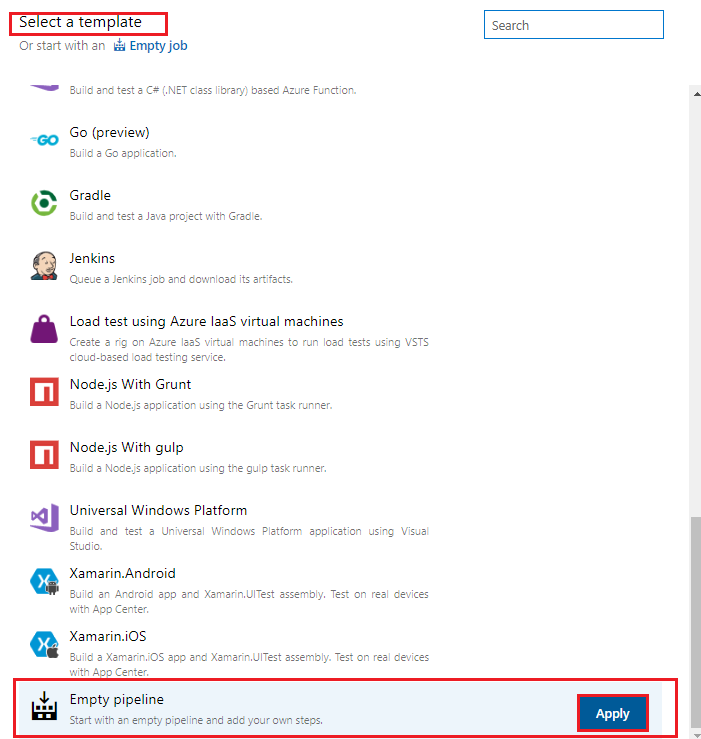 Select a template
Search
Or start with an Empty job
Build and test a C# (.NET class library) based Azure Function.
GO
Go (preview)
Build a Go application.
Gradle
Build and test a Java project with Gradle.
Jenkins
Queue a Jenkins job and download its artifacts.
Load test using Azure IaaS virtual machines
Create a rig on Azure IaaS virtual machines to run load tests using VSTS
cloud-based load testing service.
Node.js With Grunt
Build a Node.js application using the Grunt task runner.
Node.js With gulp
Build a Node.js application using the gulp task runner.
Universal Windows Platform
Build and test a Universal Windows Platform application using Visual
Studio.
Xamarin.Android
Build an Android app and Xamarin.UITest assembly. Test on real devices
with App Center.
Xamarin.iOS
Build a Xamarin.iOS app and Xamarin.UITest assembly. Test on real devices
with App Center.
Empty pipeline
Start with an empty pipeline and add your own steps.
Apply